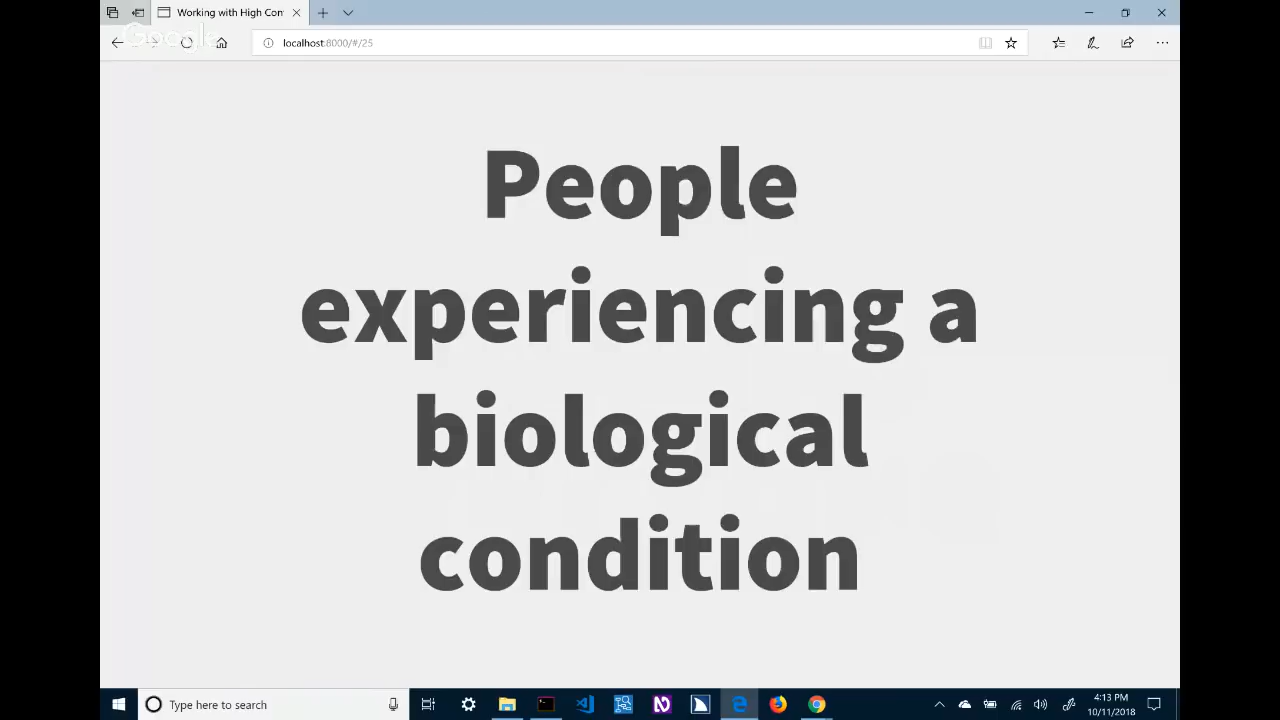 Working with High Con
Google
localhost:8000/#/25
People
experiencing a
biological
condition
Type here to search
4:13 PM
10/11/2018